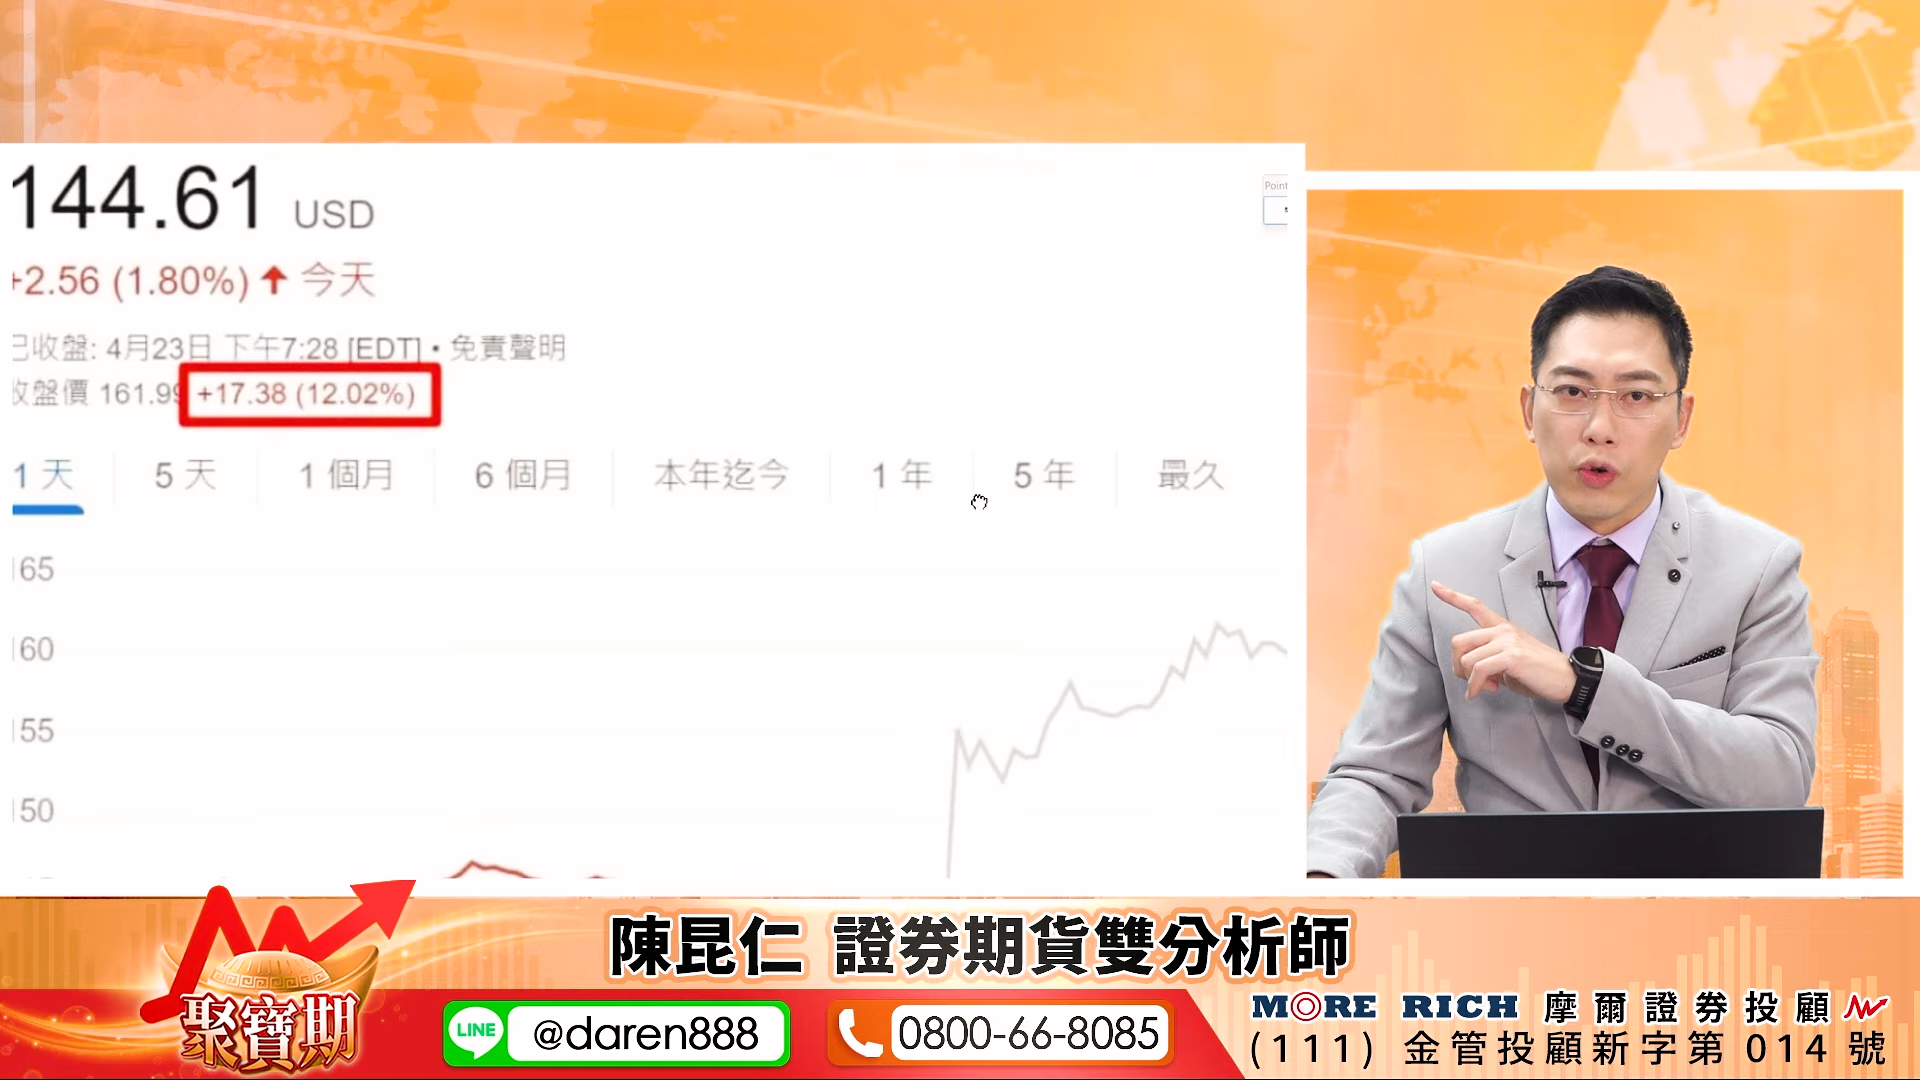 144.61 USD
+2.56 (1.80%) 今天
已收盤: 4月23日 下午7:28 [EDT] • 免責聲明
收盤價 161.99 +17.38 (12.02%)
Point
1 天 5 天 1 個月 6 個月 本年迄今 1 年 5 年 最久
165
160
155
150
陳昆仁 證券期貨雙分析師
聚寶期
LINE @daren888
0800-66-8085
MORE RICH 摩爾證券投顧
(111) 金管投顧新字第 014 號